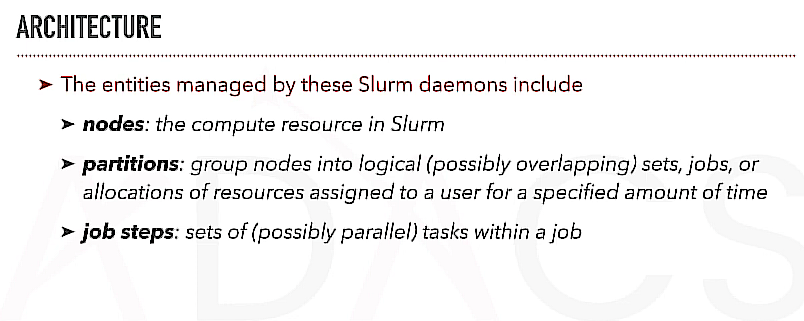 ARCHITECTURE
➤ The entities managed by these Slurm daemons include
➤ nodes: the compute resource in Slurm
➤ partitions: group nodes into logical (possibly overlapping) sets, jobs, or
allocations of resources assigned to a user for a specified amount of time
➤ job steps: sets of (possibly parallel) tasks within a job
ADACS